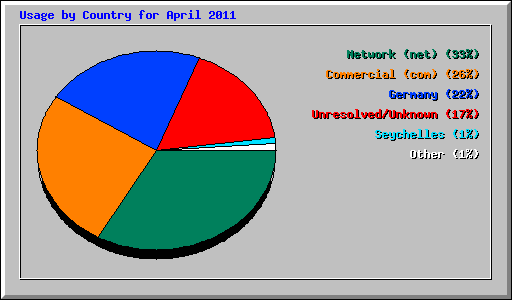 Usage by Country for April 2011
Network (net) (33%)
Commercial (com) (26%)
Germany (22%)
Unresolved/Unknown (17%)
Seychelles (1%)
Other (1%)